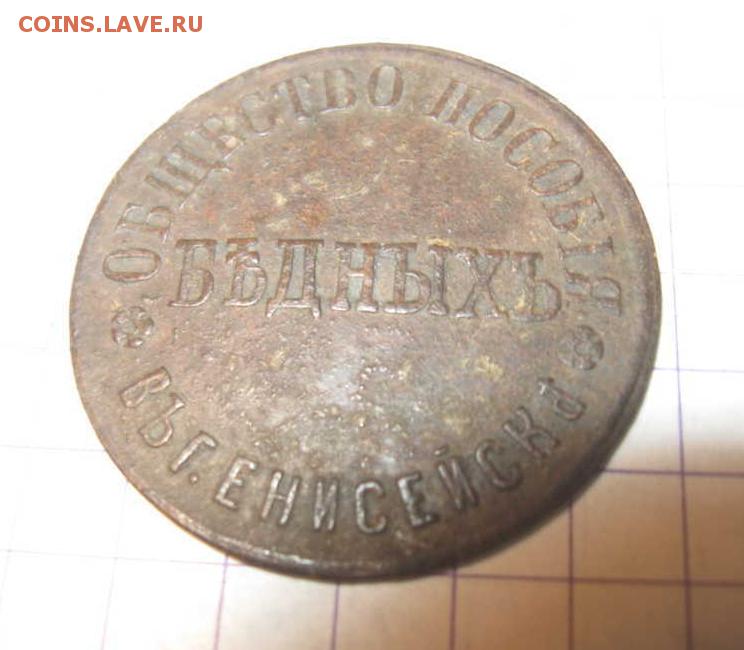 COINS.LAVE.RU
ОБЩЕСТВО ПОСОБІЯ
БѢДНЫХЪ
ВЪ Г. ЕНИСЕЙСКѢ